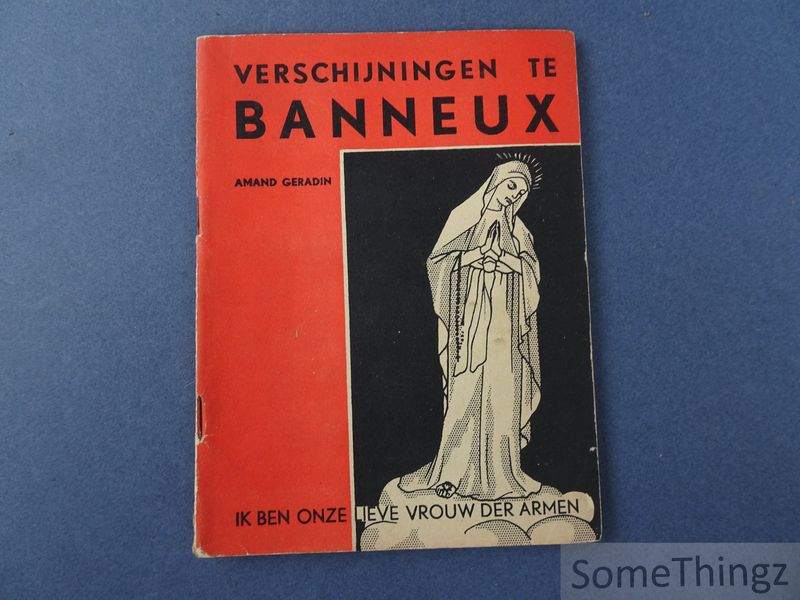 VERSCHIJNINGEN TE
BANNEUX
AMAND GERADIN
IK BEN ONZE LIEVE VROUW DER ARMEN
SomeThingz